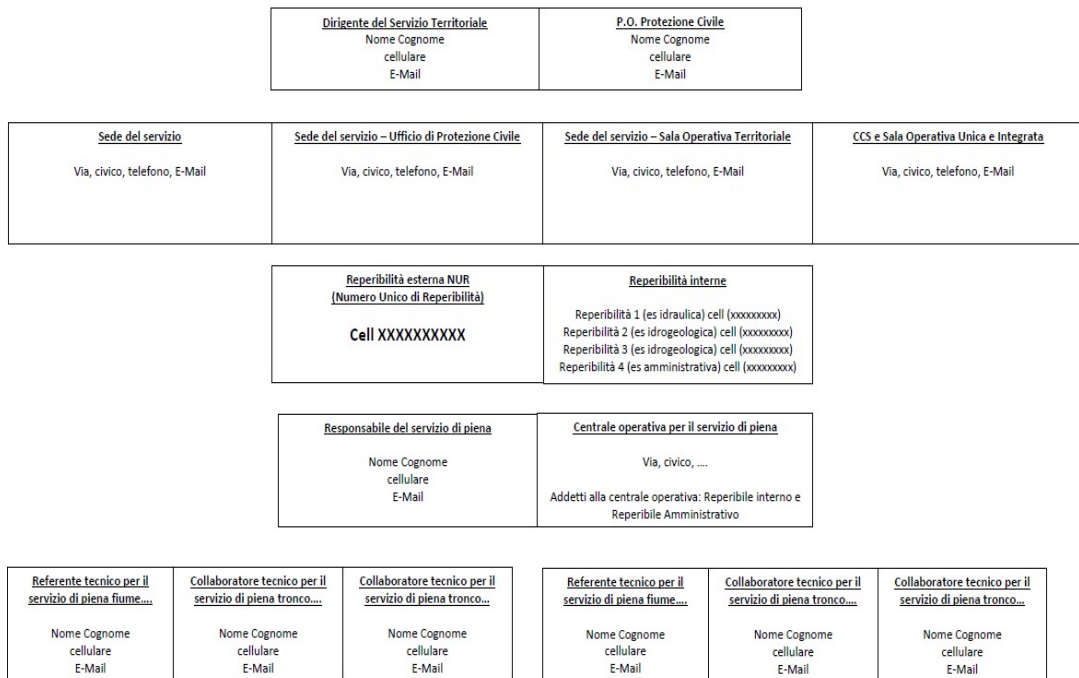 Dirigente del Servizio Territoriale
Nome Cognome
cellulare
E-Mail
P.O. Protezione Civile
Nome Cognome
cellulare
E-Mail
Sede del servizio
Via, civico, telefono, E-Mail
Sede del servizio – Ufficio di Protezione Civile
Via, civico, telefono, E-Mail
Sede del servizio – Sala Operativa Territoriale
Via, civico, telefono, E-Mail
CCS e Sala Operativa Unica e Integrata
Via, civico, telefono, E-Mail
Reperibilità esterna NUR
(Numero Unico di Reperibilità)
Cell XXXXXXXXXX
Reperibilità interne
Reperibilità 1 (es idraulica) cell (xxxxxxxxx)
Reperibilità 2 (es idrogeologica) cell (xxxxxxxxx)
Reperibilità 3 (es idrogeologica) cell (xxxxxxxxx)
Reperibilità 4 (es amministrativa) cell (xxxxxxxxx)
Responsabile del servizio di piena
Nome Cognome
cellulare
E-Mail
Centrale operativa per il servizio di piena
Via, civico, ....
Addetti alla centrale operativa: Reperibile interno e
Reperibile Amministrativo
Referente tecnico per il
servizio di piena fiume....
Nome Cognome
cellulare
E-Mail
Collaboratore tecnico per il
servizio di piena tronco....
Nome Cognome
cellulare
E-Mail
Collaboratore tecnico per il
servizio di piena tronco...
Nome Cognome
cellulare
E-Mail
Referente tecnico per il
servizio di piena fiume....
Nome Cognome
cellulare
E-Mail
Collaboratore tecnico per il
servizio di piena tronco....
Nome Cognome
cellulare
E-Mail
Collaboratore tecnico per il
servizio di piena tronco...
Nome Cognome
cellulare
E-Mail